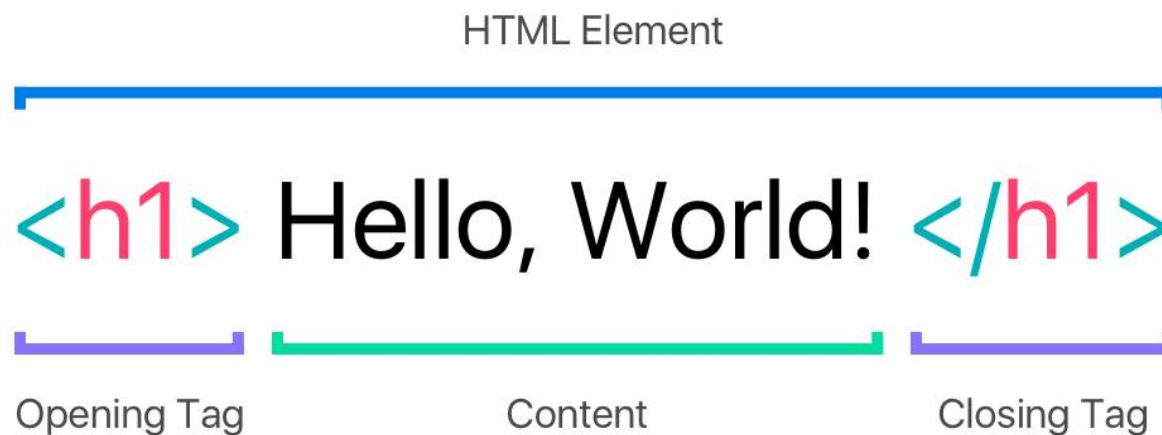 HTML Element
<h1> Hello, World! </h1>
Opening Tag Content Closing Tag